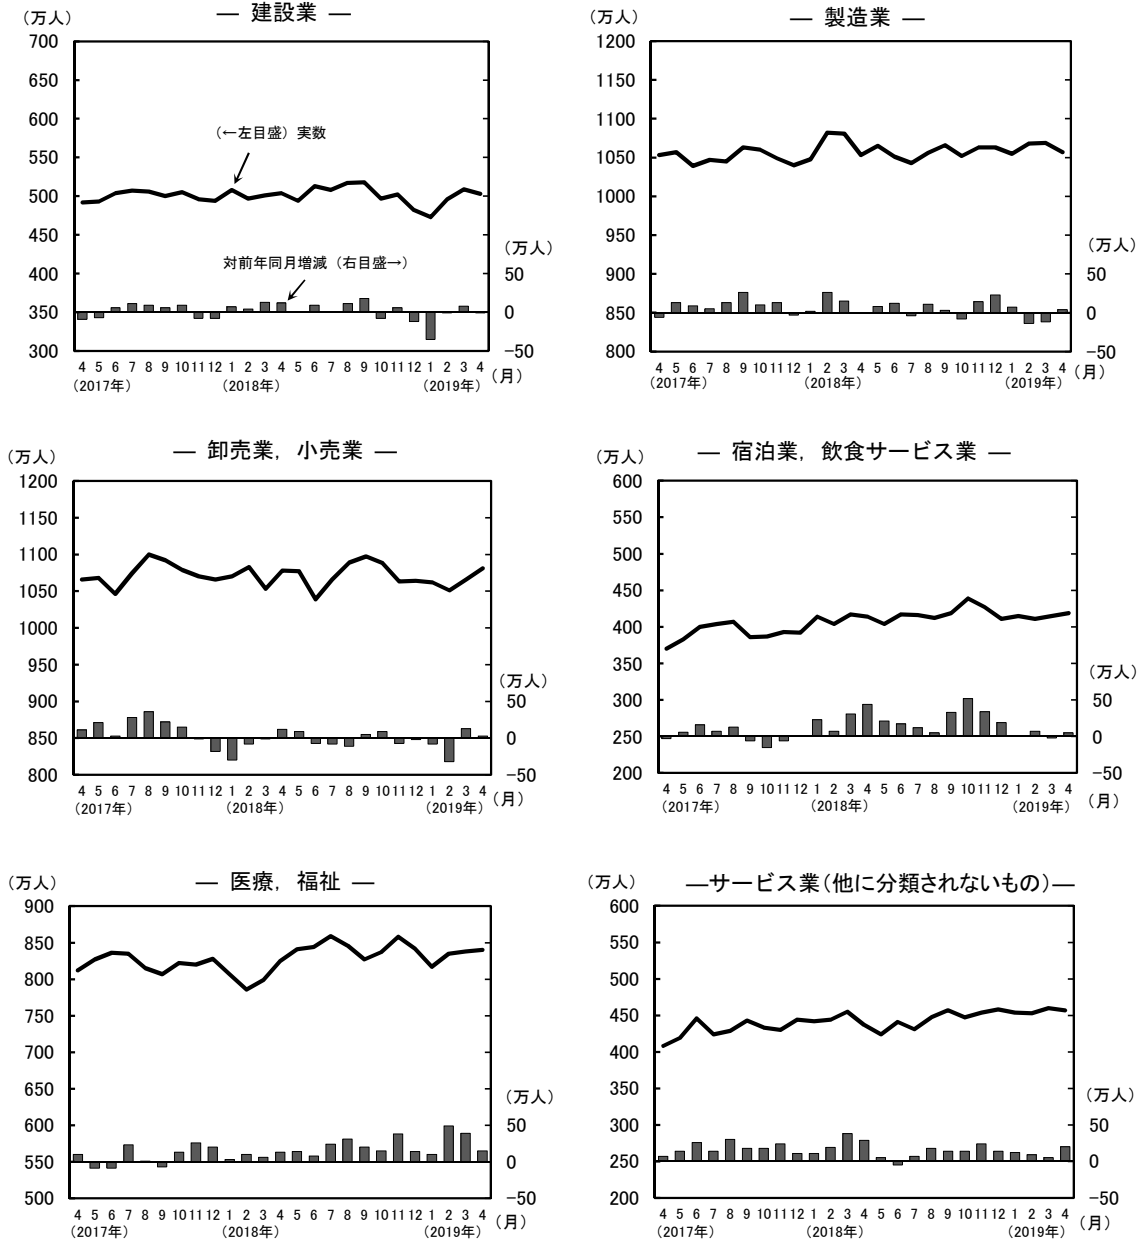 ― 建設業 ―
(万人)
700
650
600
550
500
450
400
350
300
(←左目盛) 実数
対前年同月増減 (右目盛→)
(万人)
50
0
-50
4 5 6 7 8 9 10 11 12 1 2 3 4 5 6 7 8 9 10 11 12 1 2 3 4
(2017年) (2018年) (2019年)
(月)
― 製造業 ―
(万人)
1200
1150
1100
1050
1000
950
900
850
800
(万人)
50
0
-50
4 5 6 7 8 9 10 11 12 1 2 3 4 5 6 7 8 9 10 11 12 1 2 3 4
(2017年) (2018年) (2019年)
(月)
― 卸売業, 小売業 ―
(万人)
1200
1150
1100
1050
1000
950
900
850
800
(万人)
50
0
-50
4 5 6 7 8 9 10 11 12 1 2 3 4 5 6 7 8 9 10 11 12 1 2 3 4
(2017年) (2018年) (2019年)
(月)
― 宿泊業, 飲食サービス業 ―
(万人)
600
550
500
450
400
350
300
250
200
(万人)
50
0
-50
4 5 6 7 8 9 10 11 12 1 2 3 4 5 6 7 8 9 10 11 12 1 2 3 4
(2017年) (2018年) (2019年)
(月)
― 医療, 福祉 ―
(万人)
900
850
800
750
700
650
600
550
500
(万人)
50
0
-50
4 5 6 7 8 9 10 11 12 1 2 3 4 5 6 7 8 9 10 11 12 1 2 3 4
(2017年) (2018年) (2019年)
(月)
―サービス業(他に分類されないもの)―
(万人)
600
550
500
450
400
350
300
250
200
(万人)
50
0
-50
4 5 6 7 8 9 10 11 12 1 2 3 4 5 6 7 8 9 10 11 12 1 2 3 4
(2017年) (2018年) (2019年)
(月)